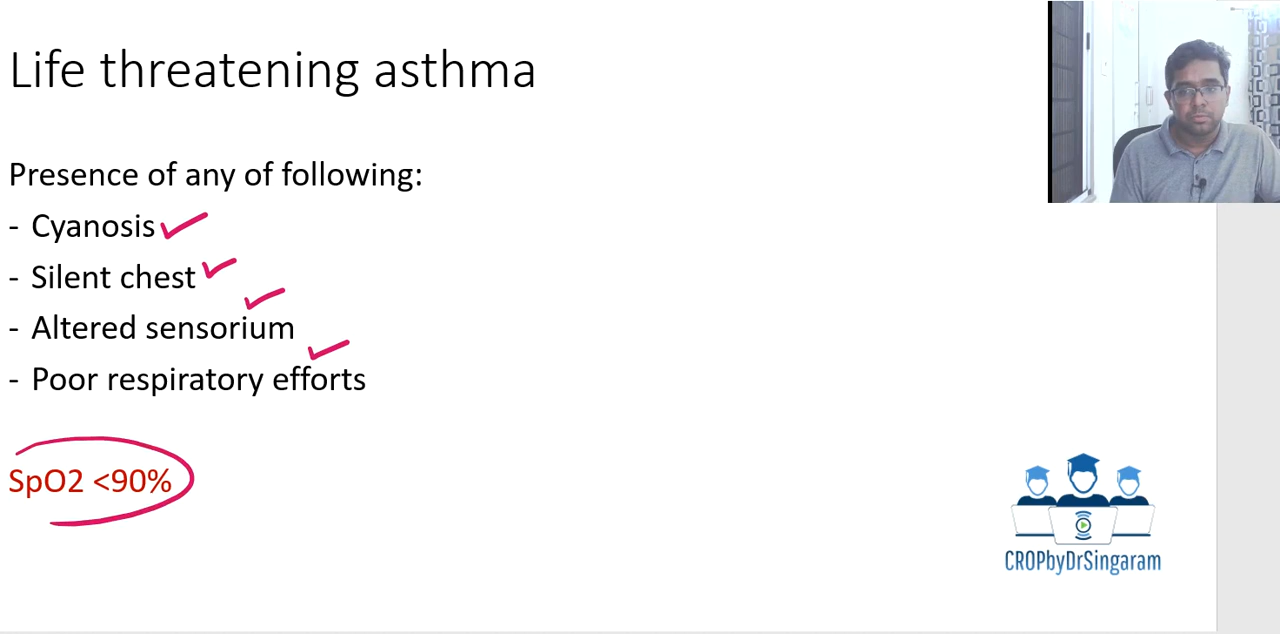 Life threatening asthma
Presence of any of following:
- Cyanosis
- Silent chest
- Altered sensorium
- Poor respiratory efforts
SpO2 <90%
CROPbyDrSingaram